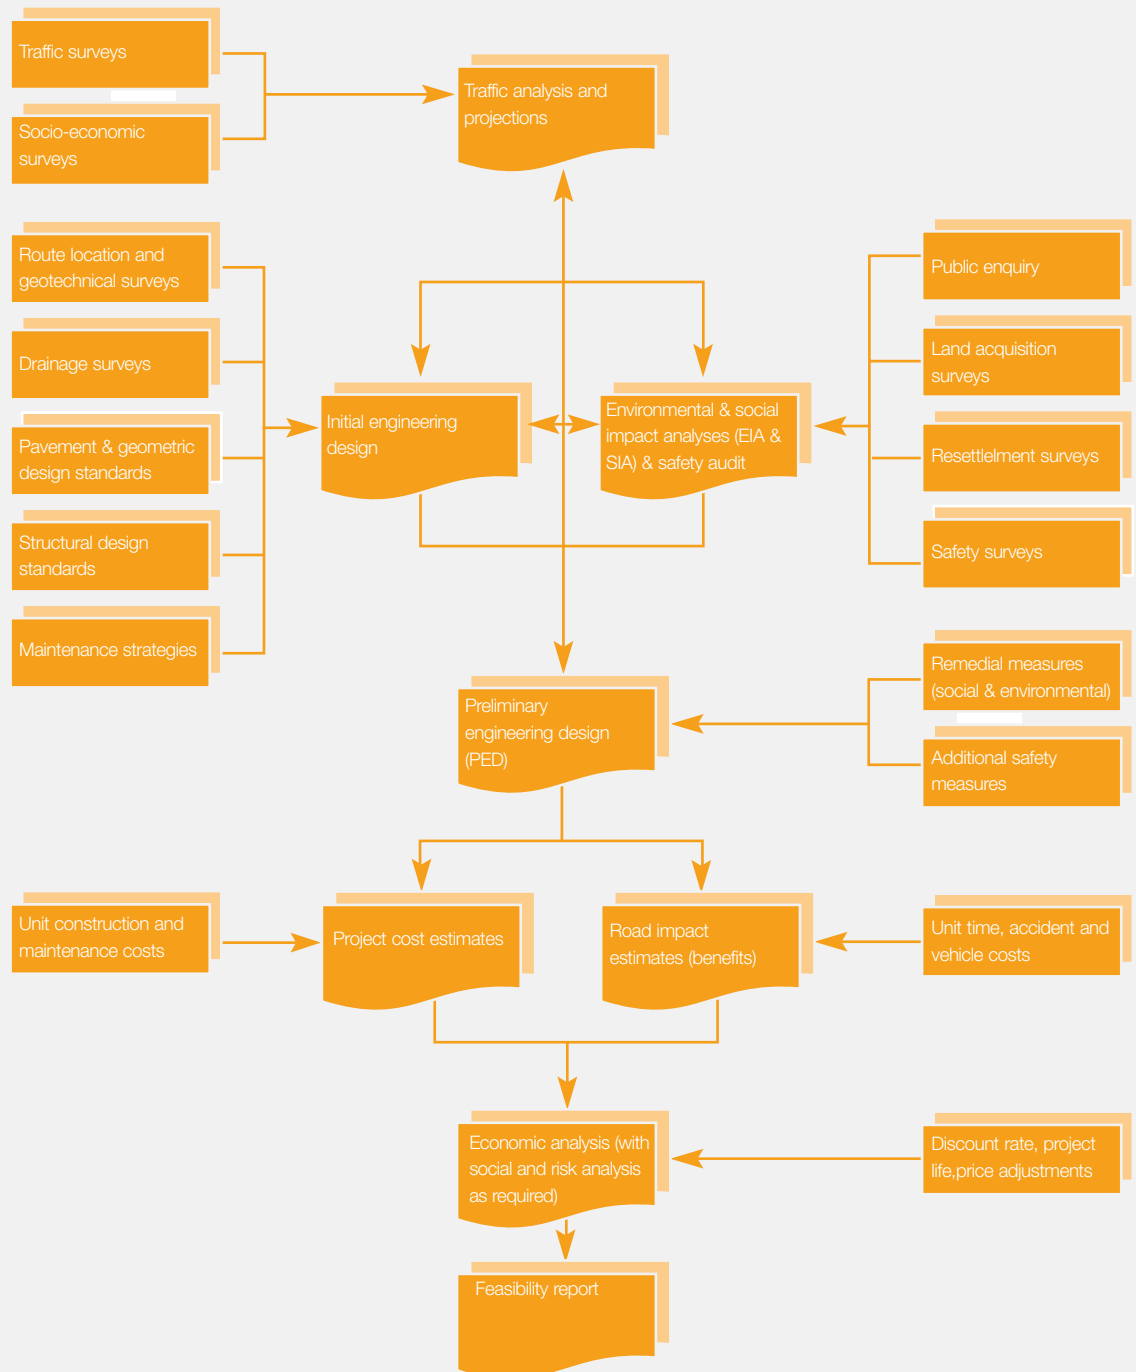 Traffic surveys
Socio-economic
surveys
Traffic analysis and
projections
Route location and
geotechnical surveys
Drainage surveys
Pavement & geometric
design standards
Structural design
standards
Maintenance strategies
Initial engineering
design
Environmental & social
impact analyses (EIA &
SIA) & safety audit
Public enquiry
Land acquisition
surveys
Resettlelment surveys
Safety surveys
Preliminary
engineering design
(PED)
Remedial measures
(social & environmental)
Additional safety
measures
Unit construction and
maintenance costs
Project cost estimates
Road impact
estimates (benefits)
Unit time, accident and
vehicle costs
Economic analysis (with
social and risk analysis
as required)
Discount rate, project
life,price adjustments
Feasibility report